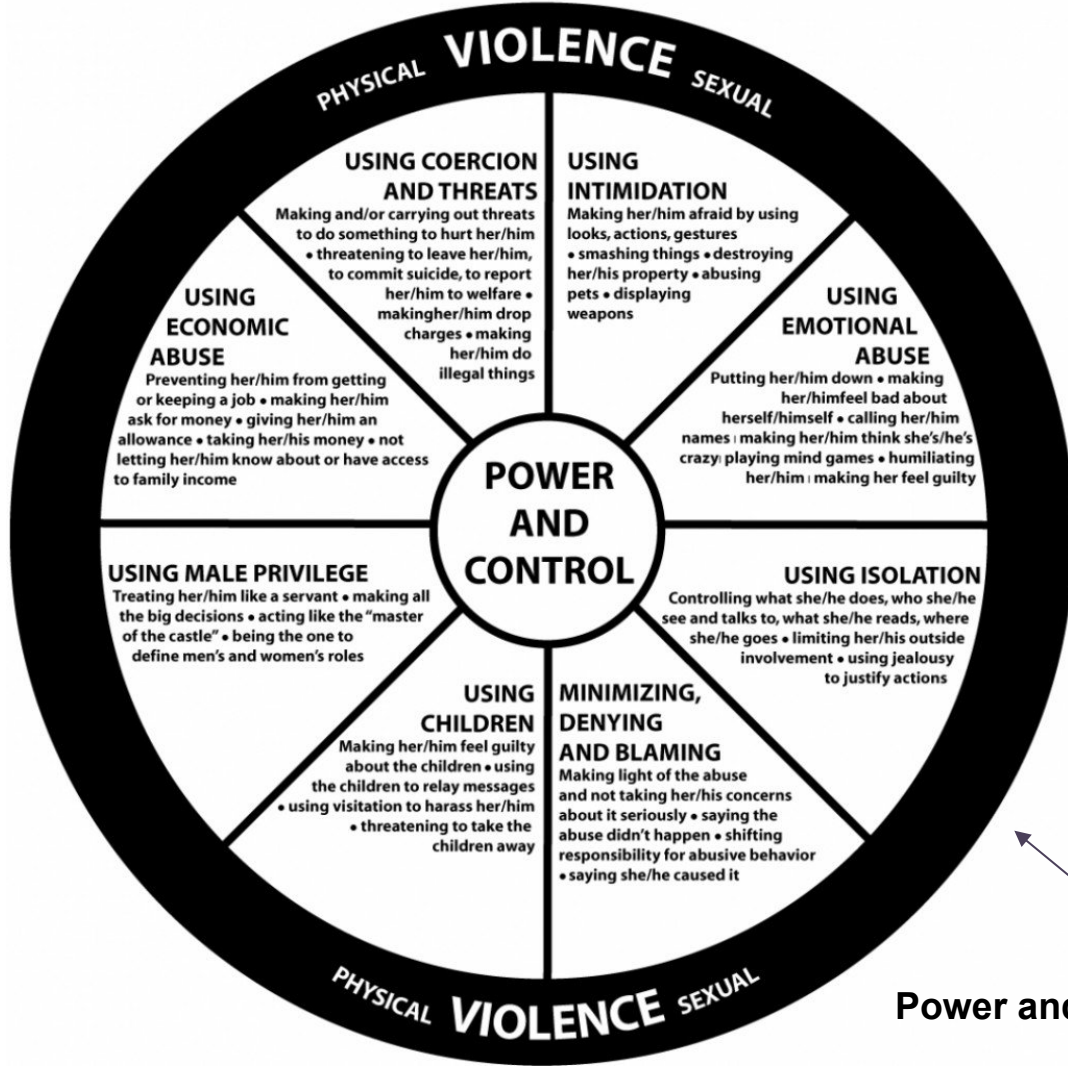 PHYSICAL VIOLENCE SEXUAL
USING COERCION
AND THREATS
Making and/or carrying out threats
to do something to hurt her/him
• threatening to leave her/him,
to commit suicide, to report
her/him to welfare •
makingher/him drop
charges • making
her/him do
illegal things
USING
INTIMIDATION
Making her/him afraid by using
looks, actions, gestures
• smashing things • destroying
her/his property • abusing
pets • displaying
weapons
USING
ECONOMIC
ABUSE
Preventing her/him from getting
or keeping a job • making her/him
ask for money • giving her/him an
allowance • taking her/his money • not
letting her/him know about or have access
to family income
USING
EMOTIONAL
ABUSE
Putting her/him down • making
her/himfeel bad about
herself/himself • calling her/him
names | making her/him think she's/he's
crazy| playing mind games • humiliating
her/him | making her feel guilty
POWER
AND
CONTROL
USING MALE PRIVILEGE
Treating her/him like a servant • making all
the big decisions • acting like the "master
of the castle" • being the one to
define men's and women's roles
USING ISOLATION
Controlling what she/he does, who she/he
see and talks to, what she/he reads, where
she/he goes • limiting her/his outside
involvement • using jealousy
to justify actions
USING
CHILDREN
Making her/him feel guilty
about the children • using
the children to relay messages
• using visitation to harass her/him
• threatening to take the
children away
MINIMIZING,
DENYING
AND BLAMING
Making light of the abuse
and not taking her/his concerns
about it seriously • saying the
abuse didn't happen • shifting
responsibility for abusive behavior
• saying she/he caused it
PHYSICAL VIOLENCE SEXUAL
Power and